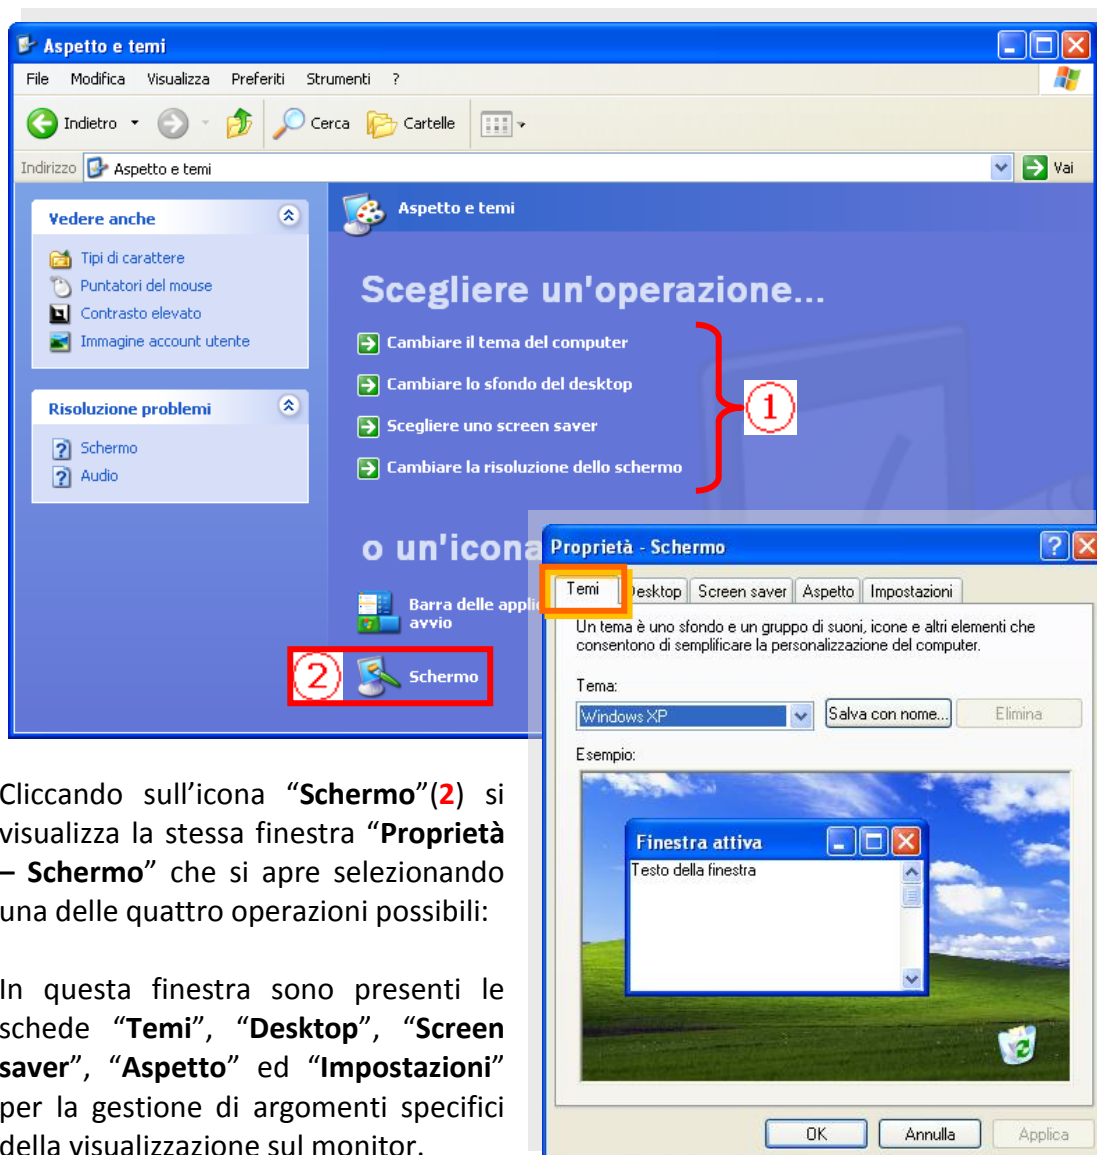 Aspetto e temi
File Modifica Visualizza Preferiti Strumenti ?
Indietro Cerca Cartelle
Indirizzo Aspetto e temi Vai
Vedere anche
Tipi di carattere
Puntatori del mouse
Contrasto elevato
Immagine account utente
Risoluzione problemi
Schermo
Audio
Aspetto e temi
Scegliere un'operazione...
Cambiare il tema del computer
Cambiare lo sfondo del desktop
Scegliere uno screen saver
Cambiare la risoluzione dello schermo
1
o un'icona
Barra delle
avvio
2 Schermo
Proprietà - Schermo
Temi Desktop Screen saver Aspetto Impostazioni
Un tema è uno sfondo e un gruppo di suoni, icone e altri elementi che
consentono di semplificare la personalizzazione del computer.
Tema:
Windows XP Salva con nome... Elimina
Esempio:
Finestra attiva
Testo della finestra
OK Annulla Applica
Cliccando sull’icona “Schermo”(2) si
visualizza la stessa finestra “Proprietà
– Schermo” che si apre selezionando
una delle quattro operazioni possibili:
In questa finestra sono presenti le
schede “Temi”, “Desktop”, “Screen
saver”, “Aspetto” ed “Impostazioni”
per la gestione di argomenti specifici
della visualizzazione sul monitor.